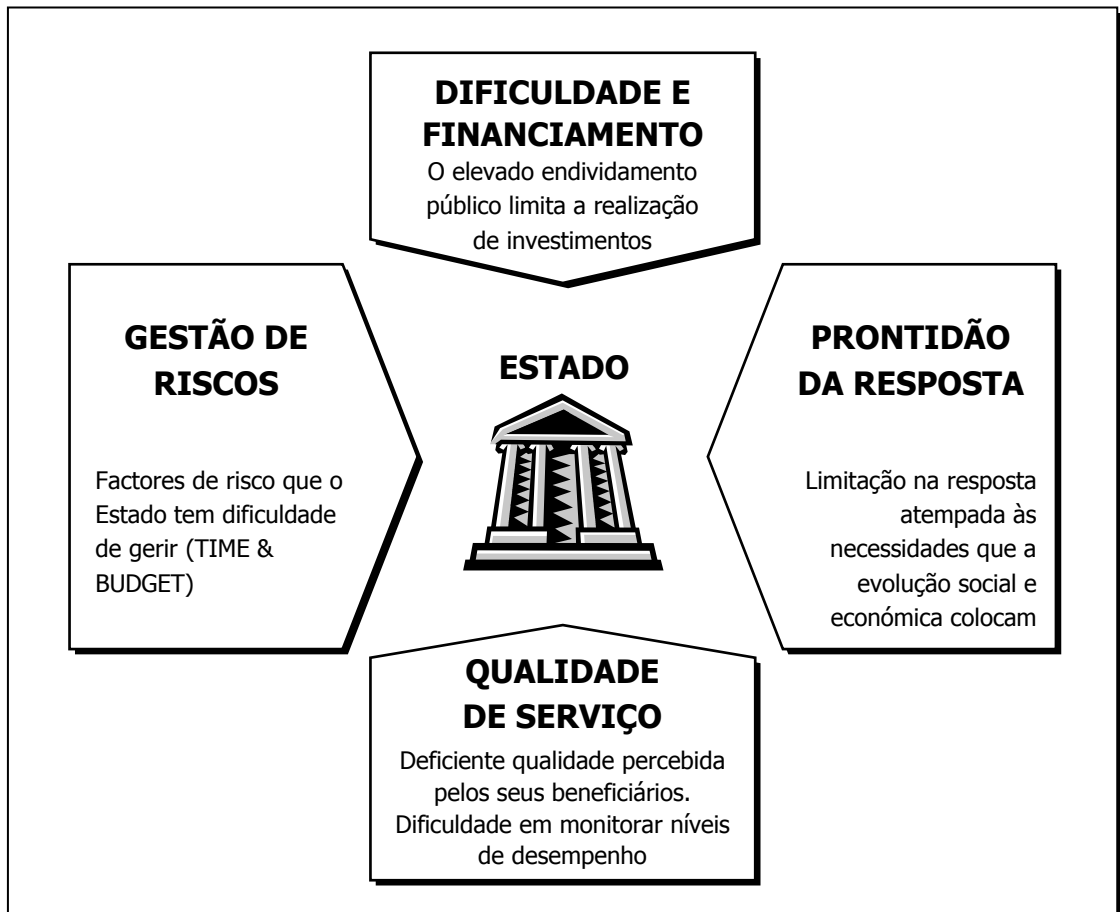 DIFICULDADE E
FINANCIAMENTO
O elevado endividamento
público limita a realização
de investimentos
GESTÃO DE
RISCOS
Factores de risco que o
Estado tem dificuldade
de gerir (TIME &
BUDGET)
ESTADO
PRONTIDÃO
DA RESPOSTA
Limitação na resposta
atempada às
necessidades que a
evolução social e
económica colocam
QUALIDADE
DE SERVIÇO
Deficiente qualidade percebida
pelos seus beneficiários.
Dificuldade em monitorar níveis
de desempenho